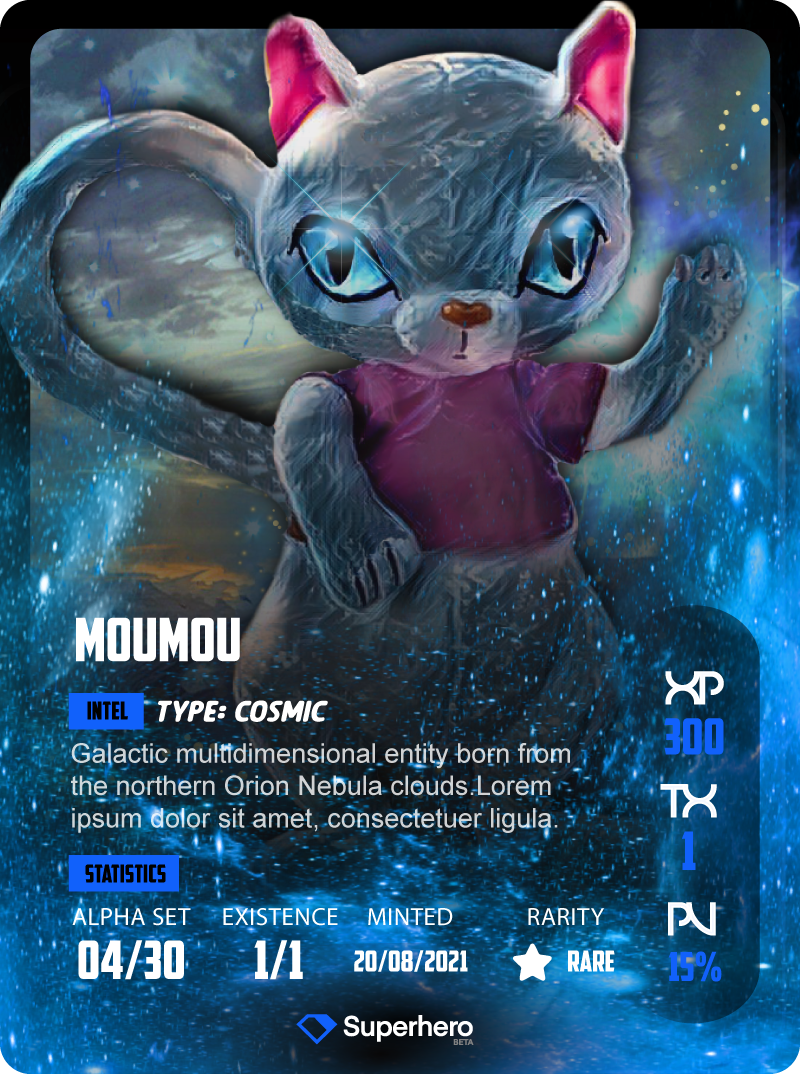 MOUMOU
INTEL TYPE: COSMIC
Galactic multidimensional entity born from
the northern Orion Nebula clouds.Lorem
ipsum dolor sit amet, consectetuer ligula.
STATISTICS
ALPHA SET EXISTENCE MINTED RARITY
04/30 1/1 20/08/2021 RARE
XP
300
TX
1
PV
15%
Superhero
BETA